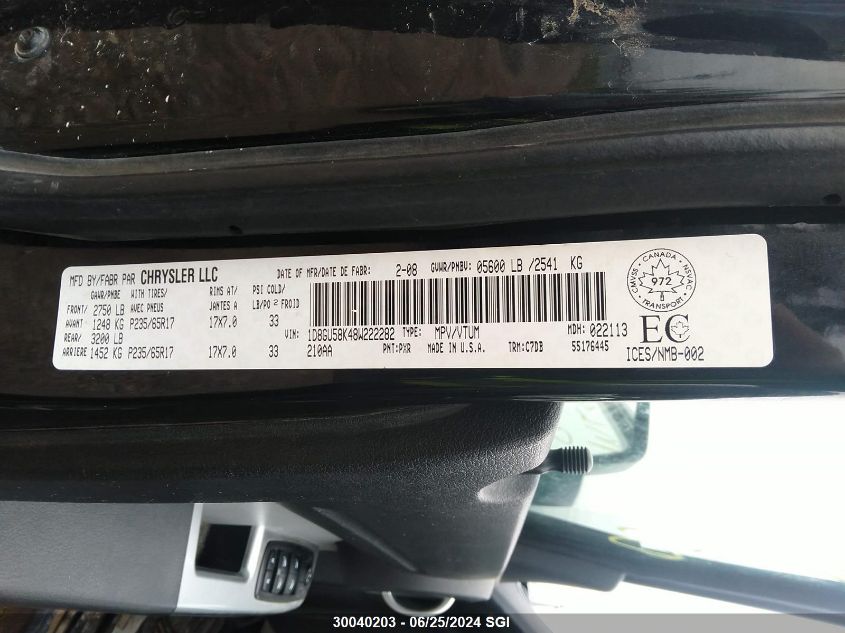 MFD BY/FABR PAR CHRYSLER LLC
DATE OF MFR/DATE DE FABR: 2-08 GVWR/PNBV: 05600 LB /2541 KG
GAWR/PNBE WITH TIRES/ RIMS AT/ PSI COLD/
FRONT/ 2750 LB AVEC PNEUS JANTES A LB/PO 2 FROID
AVANT 1248 KG P235/65R17 17X7.0 33
REAR/ 3200 LB
ARRIERE 1452 KG P235/65R17 17X7.0 33
VIN: 1D8GU58K48W222282 TYPE: MPV/VTUM MDH: 022113
210AA PNT: PXR MADE IN U.S.A. TRM: C7DB 55176445
CANADA
CMVSS 972 NSVAC
TRANSPORT
EC
ICES/NMB-002
30040203 - 06/25/2024 SGI